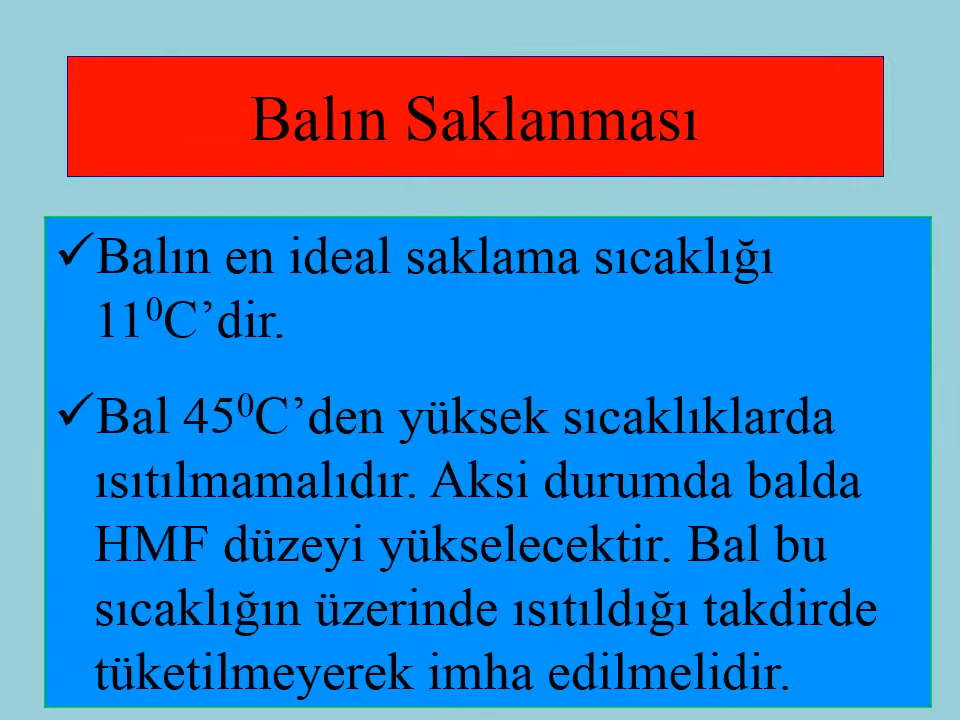 Balın Saklanması
✓Balın en ideal saklama sıcaklığı
11⁰C’dir.
✓Bal 45⁰C’den yüksek sıcaklıklarda
ısıtılmamalıdır. Aksi durumda balda
HMF düzeyi yükselecektir. Bal bu
sıcaklığın üzerinde ısıtıldığı takdirde
tüketilmeyerek imha edilmelidir.